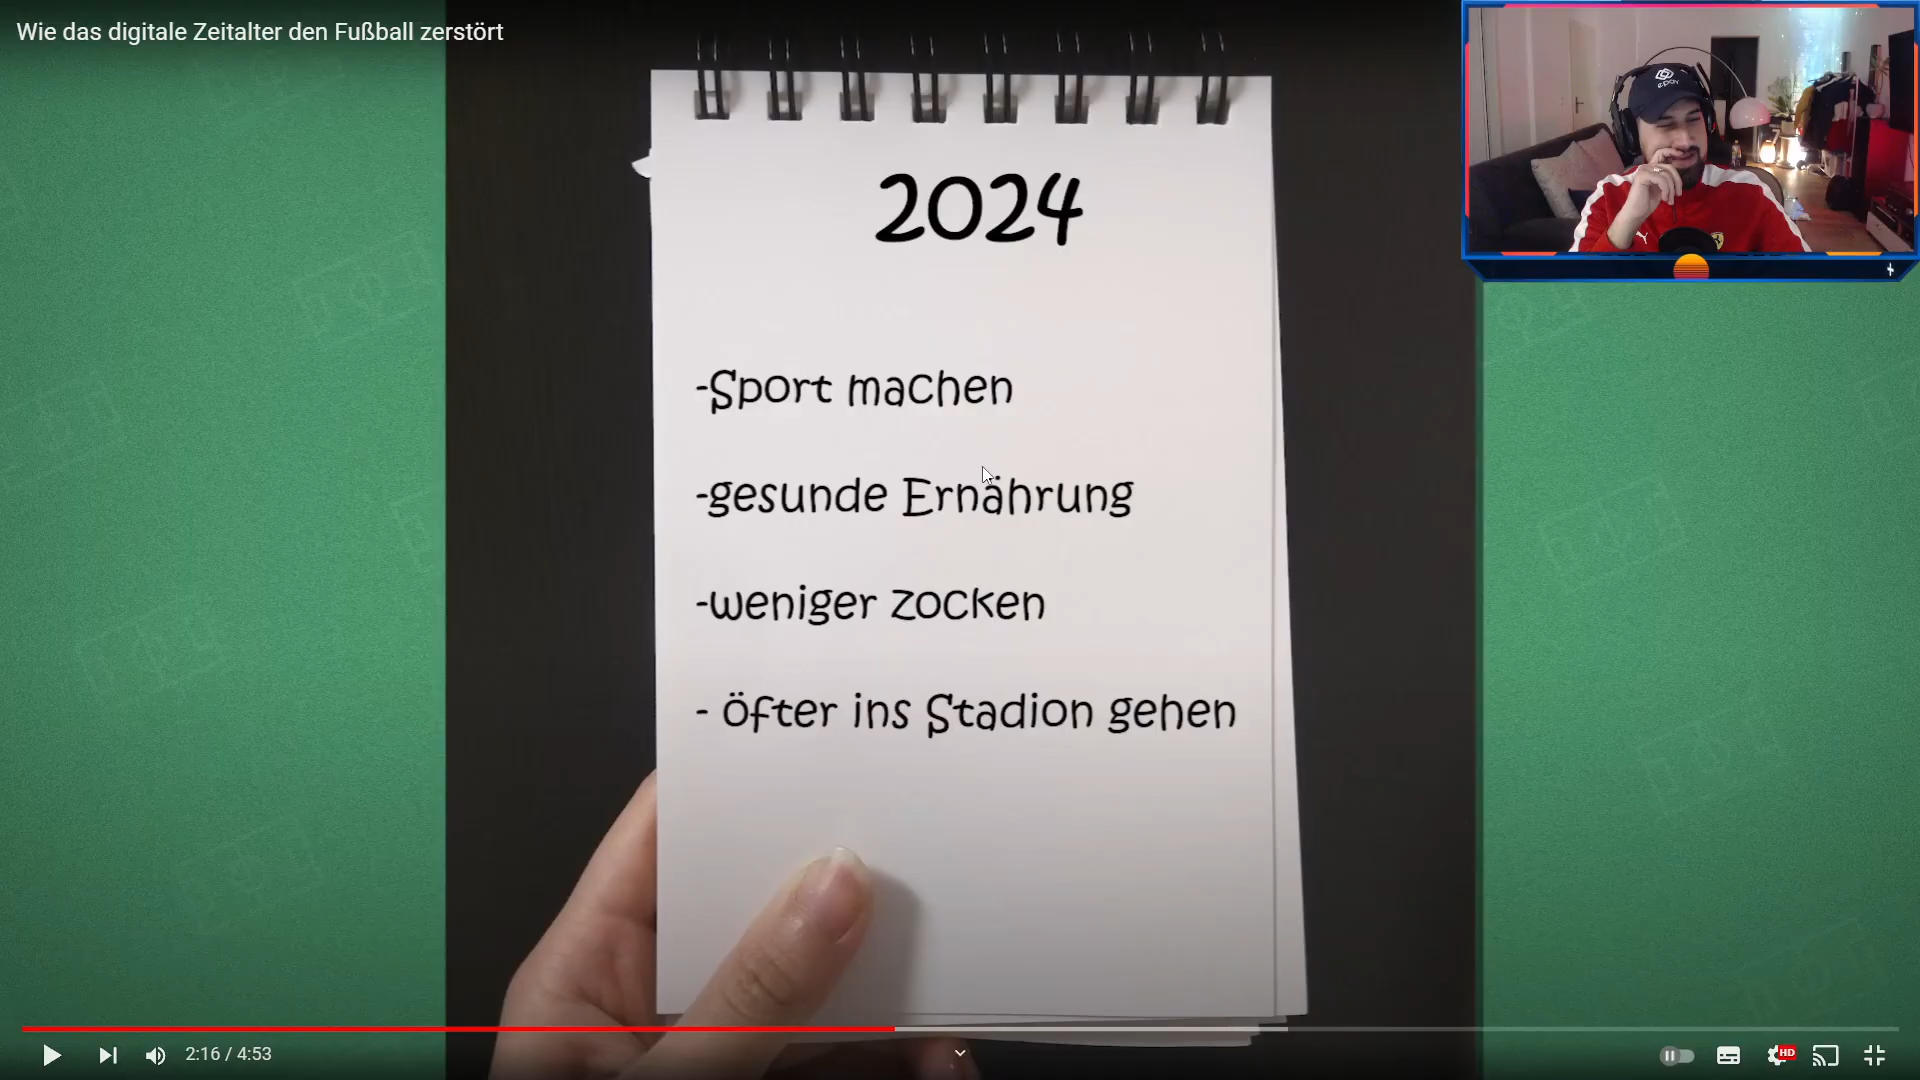 Wie das digitale Zeitalter den Fußball zerstört
2024
-Sport machen
-gesunde Ernährung
-weniger zocken
- öfter ins Stadion gehen
2:16 / 4:53
HD